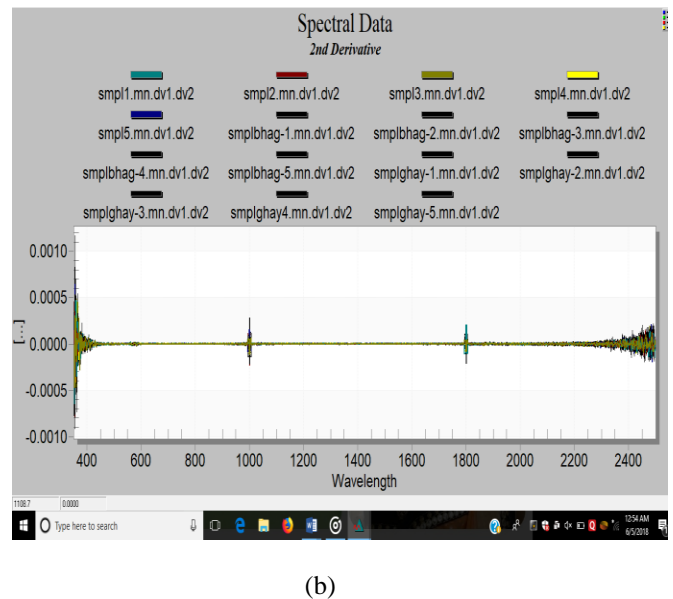 Spectral Data
2nd Derivative
smpl1.mn.dv1.dv2 smpl2.mn.dv1.dv2 smpl3.mn.dv1.dv2 smpl4.mn.dv1.dv2
smpl5.mn.dv1.dv2 smplbhag-1.mn.dv1.dv2 smplbhag-2.mn.dv1.dv2 smplbhag-3.mn.dv1.dv2
smplbhag-4.mn.dv1.dv2 smplbhag-5.mn.dv1.dv2 smplghay-1.mn.dv1.dv2 smplghay-2.mn.dv1.dv2
smplghay-3.mn.dv1.dv2 smplghay4.mn.dv1.dv2 smplghay-5.mn.dv1.dv2
0.0010
0.0005
[...]
0.0000
-0.0005
-0.0010
400 600 800 1000 1200 1400 1600 1800 2000 2200 2400
Wavelength
1108.7 0.0000
Type here to search
12:54 AM
6/5/2018
(b)